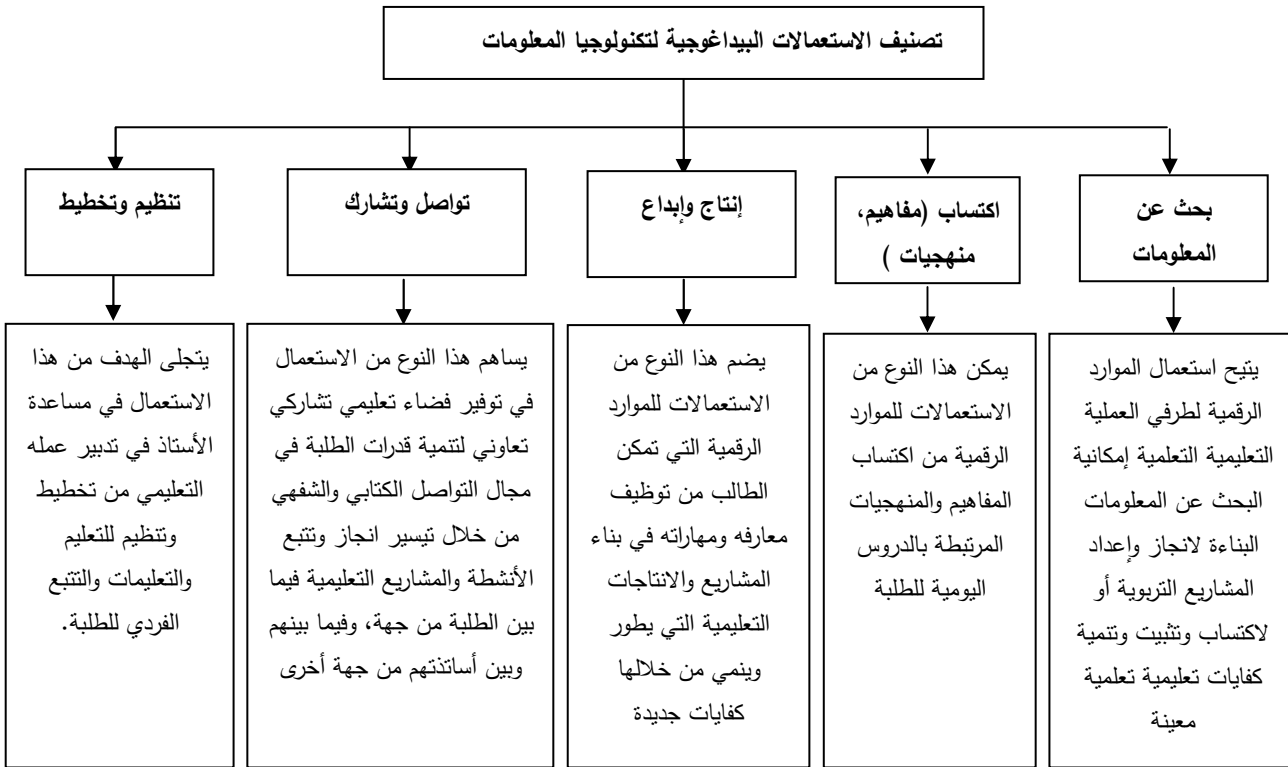 تصنيف الاستعمالات البيداغوجية لتكنولوجيا المعلومات
بحث عن
المعلومات
اكتساب (مفاهيم،
منهجيات )
إنتاج وإبداع
تواصل وتشارك
تنظيم وتخطيط
يتيح استعمال الموارد
الرقمية لطرفي العملية
التعليمية التعلمية إمكانية
البحث عن المعلومات
البناءة لانجاز وإعداد
المشاريع التربوية أو
لاكتساب وتثبيت وتنمية
كفايات تعليمية تعلمية
معينة
يمكن هذا النوع من
الاستعمالات للموارد
الرقمية من اكتساب
المفاهيم والمنهجيات
المرتبطة بالدروس
اليومية للطلبة
يضم هذا النوع من
الاستعمالات للموارد
الرقمية التي تمكن
الطالب من توظيف
معارفه ومهاراته في بناء
المشاريع والانتاجات
التعليمية التي يطور
وينمي من خلالها
كفايات جديدة
يساهم هذا النوع من الاستعمال
في توفير فضاء تعليمي تشاركي
تعاوني لتنمية قدرات الطلبة في
مجال التواصل الكتابي والشفهي
من خلال تيسير انجاز وتتبع
الأنشطة والمشاريع التعليمية فيما
بين الطلبة من جهة، وفيما بينهم
وبين أساتذتهم من جهة أخرى
يتجلى الهدف من هذا
الاستعمال في مساعدة
الأستاذ في تدبير عمله
التعليمي من تخطيط
وتنظيم للتعليم
والتعليمات والتتبع
الفردي للطلبة.